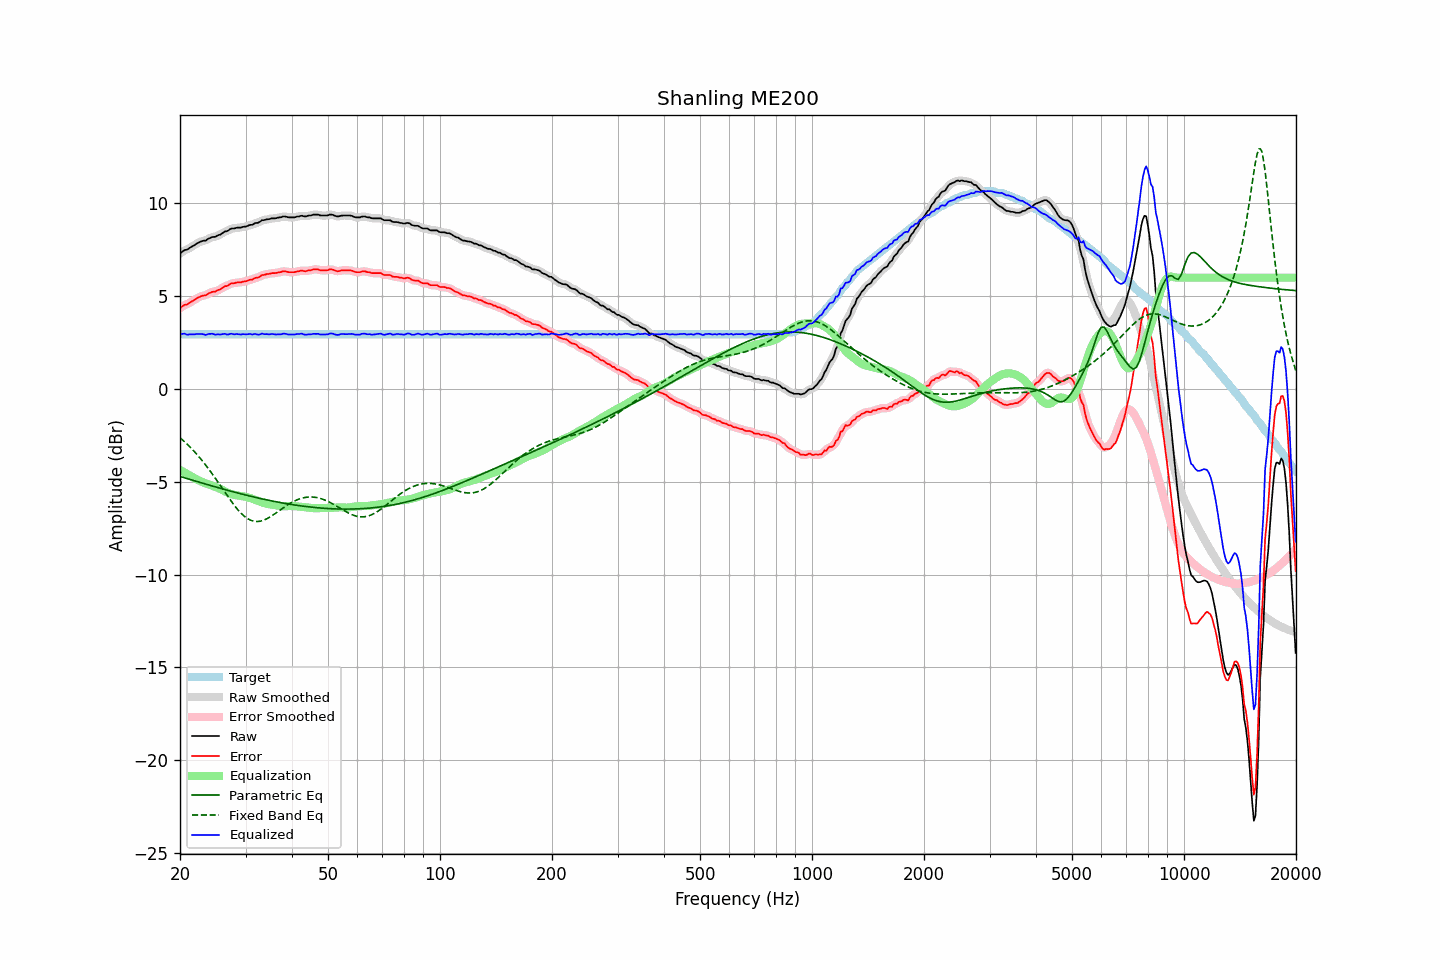 Shanling ME200
Amplitude (dBr)
10
5
0
−5
−10
−15
−20
−25
Target
Raw Smoothed
Error Smoothed
Raw
Error
Equalization
Parametric Eq
Fixed Band Eq
Equalized
20 50 100 200 500 1000 2000 5000 10000 20000
Frequency (Hz)